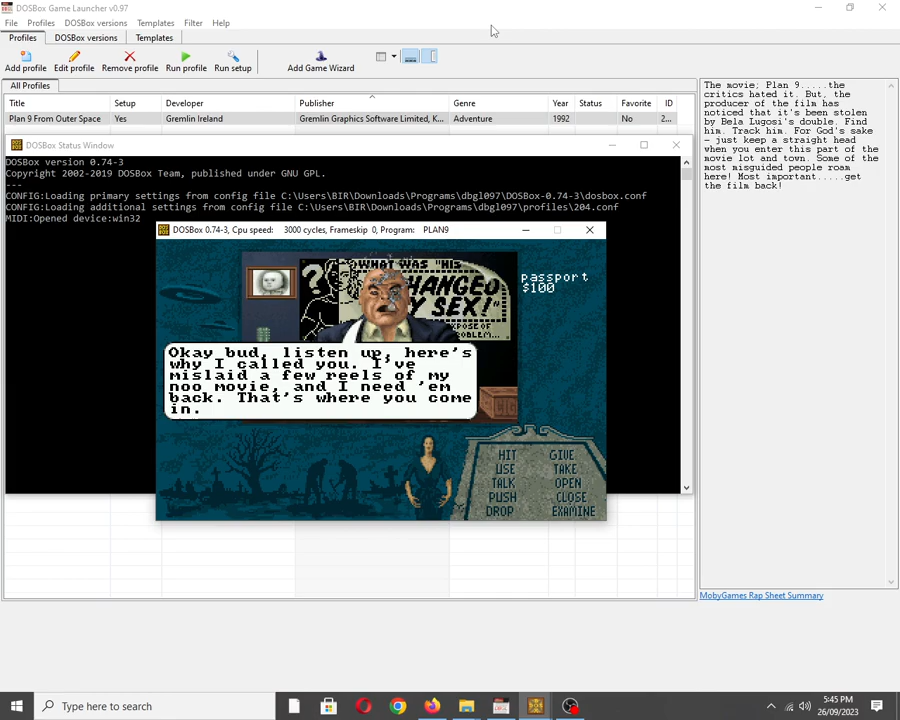 DOSBox Game Launcher v0.97
File Profiles DOSBox versions Templates Filter Help
Profiles DOSBox versions Templates
Add profile Edit profile Remove profile Run profile Run setup Add Game Wizard
All Profiles
Title Setup Developer Publisher Genre Year Status Favorite ID
Plan 9 From Outer Space Yes Gremlin Ireland Gremlin Graphics Software Limited, K... Adventure 1992 No 2...
The movie; Plan 9.....the
critics hated it. But, the
producer of the film has
noticed that it's been stolen
by Bela Lugosi's double. Find
him. Track him. For God's sake
– just keep a straight head
when you enter this part of the
movie lot and town. Some of the
most misguided people roam
here! Most important.....get
the film back!
DOSBox Status Window
DOSBox version 0.74-3
Copyright 2002-2019 DOSBox Team, published under GNU GPL.
---
CONFIG:Loading primary settings from config file C:\Users\BIR\Downloads\Programs\dbgl097\DOSBox-0.74-3\dosbox.conf
CONFIG:Loading additional settings from config file C:\Users\BIR\Downloads\Programs\dbgl097\profiles\204.conf
MIDI:Opened device:win32
DOSBox 0.74-3, Cpu speed: 3000 cycles, Frameskip 0, Program: PLAN9
WHAT WAS "HIS
CHANGED
MY SEX!"
EXPOSE OF
PROBLEM...
passport
$100
Okay bud, listen up, here's
why I called you. I've
mislaid a few reels of my
noo movie, and I need 'em
back. That's where you come
in.
CIG
HIT GIVE
USE TAKE
TALK OPEN
PUSH CLOSE
DROP EXAMINE
MobyGames Rap Sheet Summary
Type here to search
5:45 PM
26/09/2023